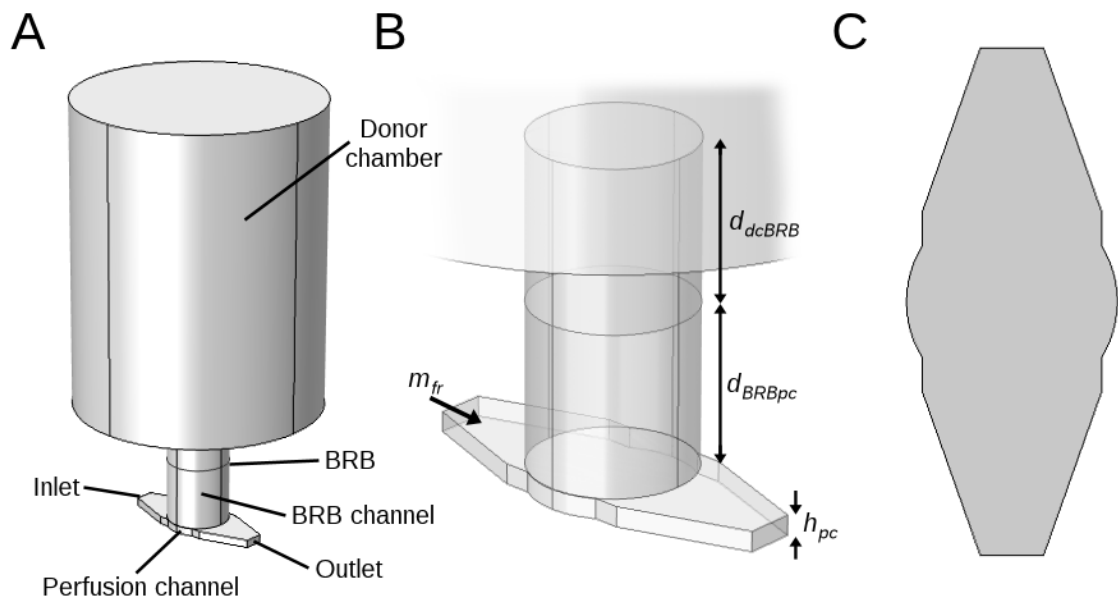 A
Donor
chamber
BRB
Inlet
BRB channel
Outlet
Perfusion channel
B
d_dcBRB
d_BRBpc
m_fr
h_pc
C